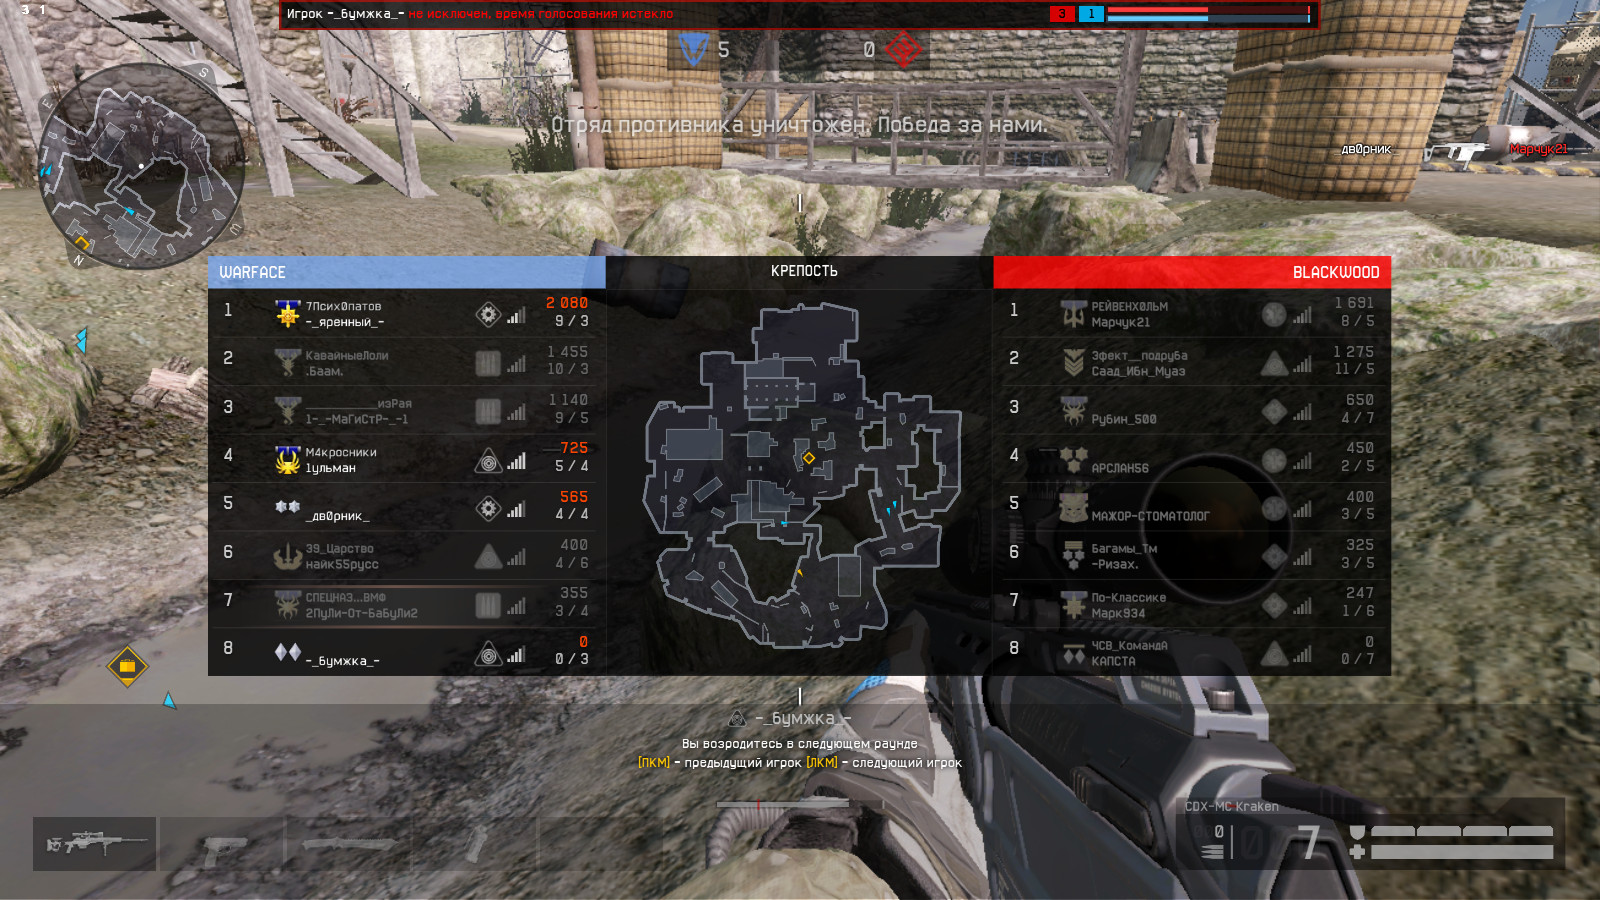 3 1
Игрок -_Бумжка_- не исключен, время голосования истекло
3 1
5 0
S
E
N
Отряд противника уничтожен. Победа за нами.
_дв0рник_ Марчук21
WARFACE
КРЕПОСТЬ
BLACKWOOD
1 7Псих0патов 2 080
-_яренный_- 9 / 3
2 КавайныеЛоли 1 455
.Баам. 10 / 3
3 __________изРая 1 140
1-_-МаГиСтР-_-1 9 / 5
4 М4кросники 725
1ульман 5 / 4
5 565
_дв0рник_ 4 / 4
6 39_Царство 400
найк55русс 4 / 6
7 СПЕЦНАЗ...ВМФ 355
2ПуЛи-От-БаБуЛи2 3 / 4
8 0
-_Бумжка_- 0 / 3
1 РЕЙВЕНХ0ЛЬМ 1 691
Марчук21 8 / 5
2 Эфект__подруба 1 275
Саад_Ибн_Муаз 11 / 5
3 650
Рубин_500 4 / 7
4 450
АРСЛАН56 2 / 5
5 400
МАЖОР-СТОМАТОЛОГ 3 / 5
6 Багамы_Тм 325
-Ризах. 3 / 5
7 По-Классике 247
Марк934 1 / 6
8 ЧСВ_КомандА 0
КАПСТА 0 / 7
-_Бумжка_-
Вы возродитесь в следующем раунде
[ПКМ] - предыдущий игрок [ЛКМ] - следующий игрок
CDX-MC Kraken
7